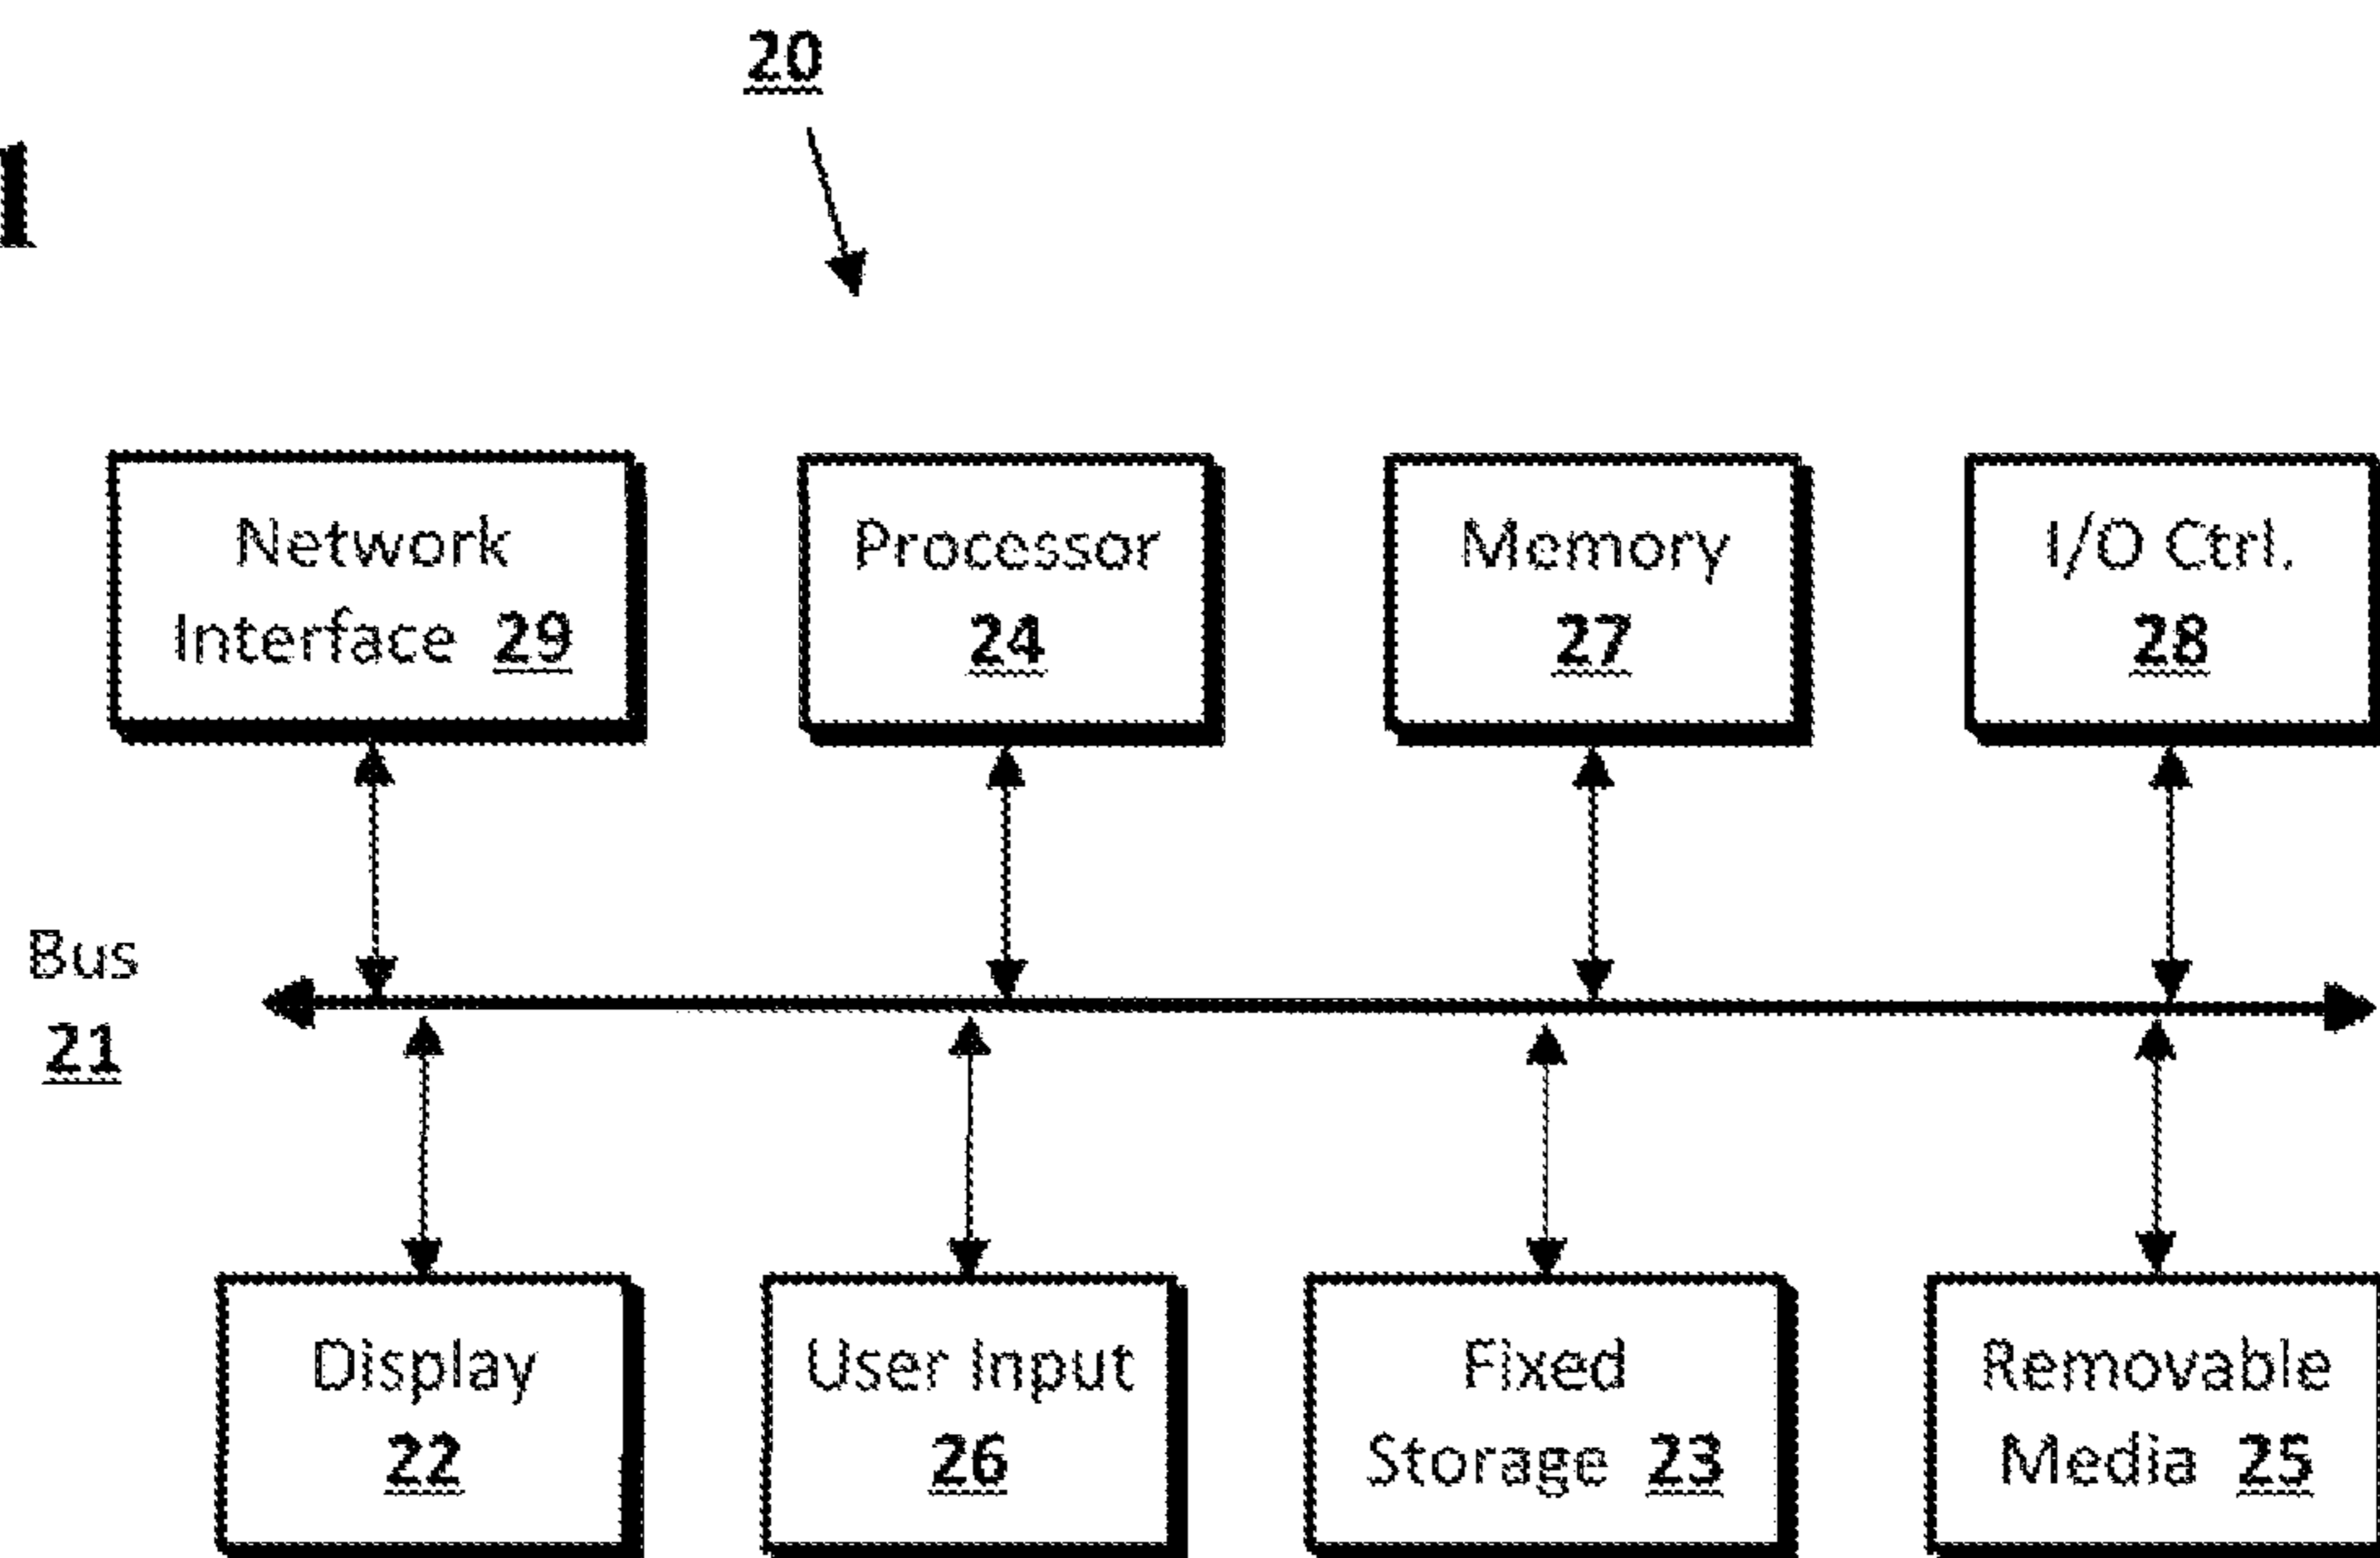 20
1
Network
Interface 29
Processor
24
Memory
27
I/O Ctrl.
28
Bus
21
Display
22
User Input
26
Fixed
Storage 23
Removable
Media 25